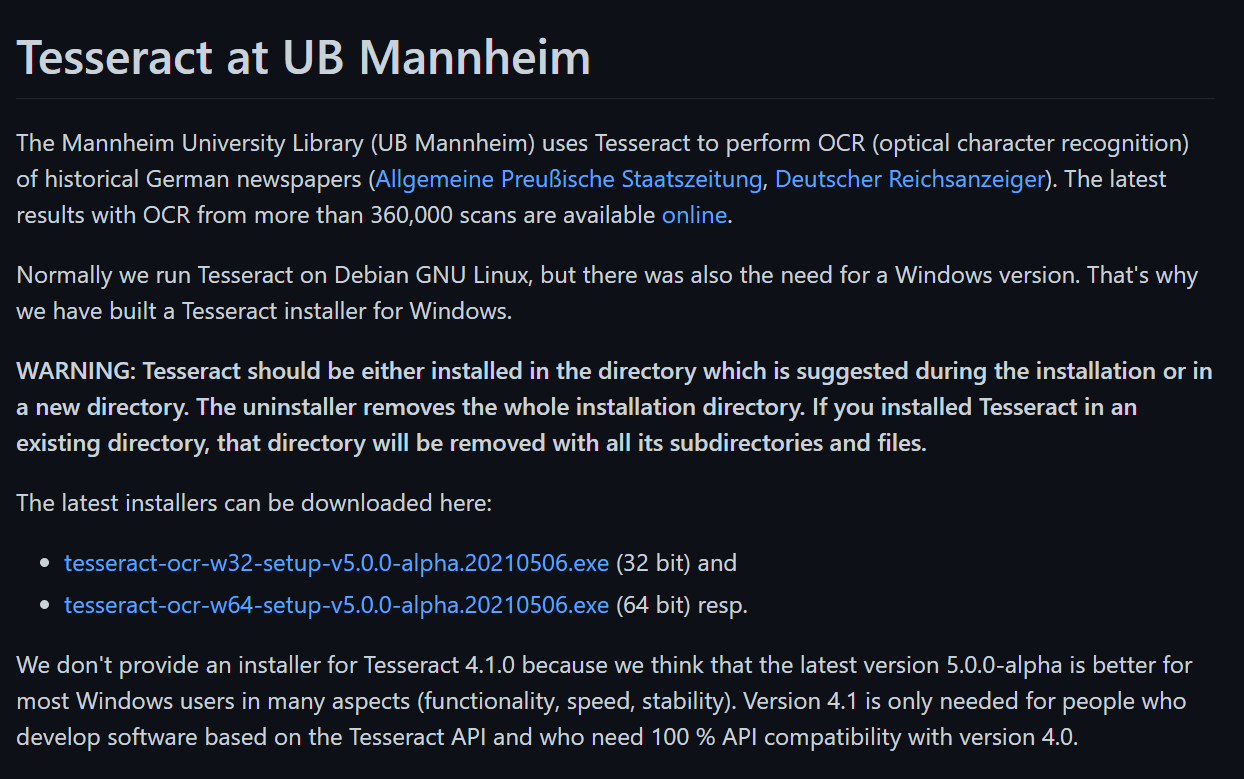 Tesseract at UB Mannheim
The Mannheim University Library (UB Mannheim) uses Tesseract to perform OCR (optical character recognition)
of historical German newspapers (Allgemeine Preußische Staatszeitung, Deutscher Reichsanzeiger). The latest
results with OCR from more than 360,000 scans are available online.
Normally we run Tesseract on Debian GNU Linux, but there was also the need for a Windows version. That's why
we have built a Tesseract installer for Windows.
WARNING: Tesseract should be either installed in the directory which is suggested during the installation or in
a new directory. The uninstaller removes the whole installation directory. If you installed Tesseract in an
existing directory, that directory will be removed with all its subdirectories and files.
The latest installers can be downloaded here:
• tesseract-ocr-w32-setup-v5.0.0-alpha.20210506.exe (32 bit) and
• tesseract-ocr-w64-setup-v5.0.0-alpha.20210506.exe (64 bit) resp.
We don't provide an installer for Tesseract 4.1.0 because we think that the latest version 5.0.0-alpha is better for
most Windows users in many aspects (functionality, speed, stability). Version 4.1 is only needed for people who
develop software based on the Tesseract API and who need 100 % API compatibility with version 4.0.